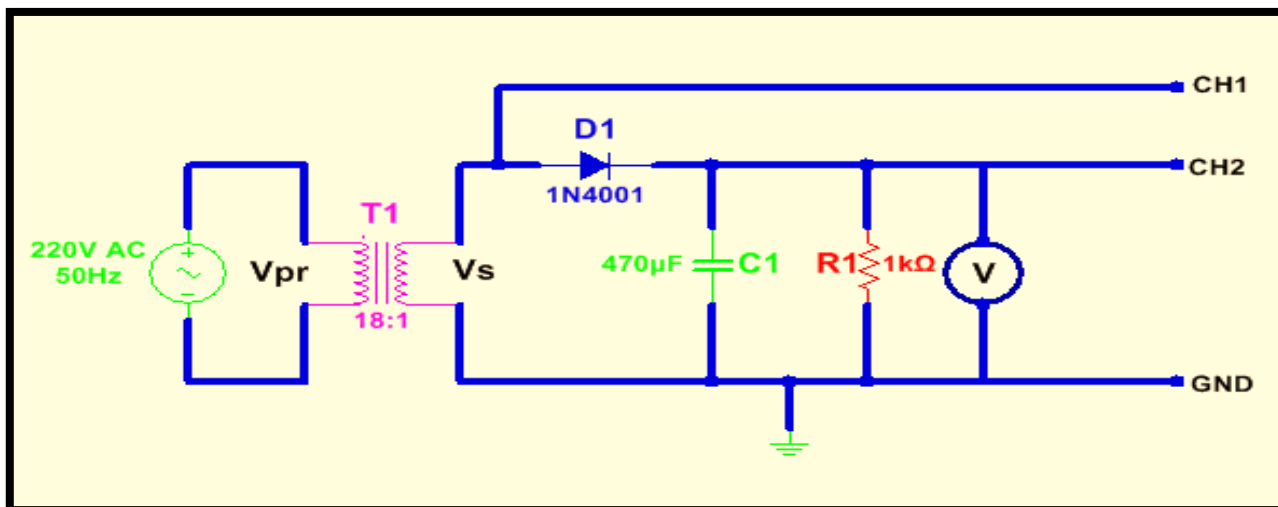 CH1
D1
CH2
1N4001
T1
220V AC
50Hz
Vpr
Vs
470µF
C1
R1
1kΩ
V
18:1
GND